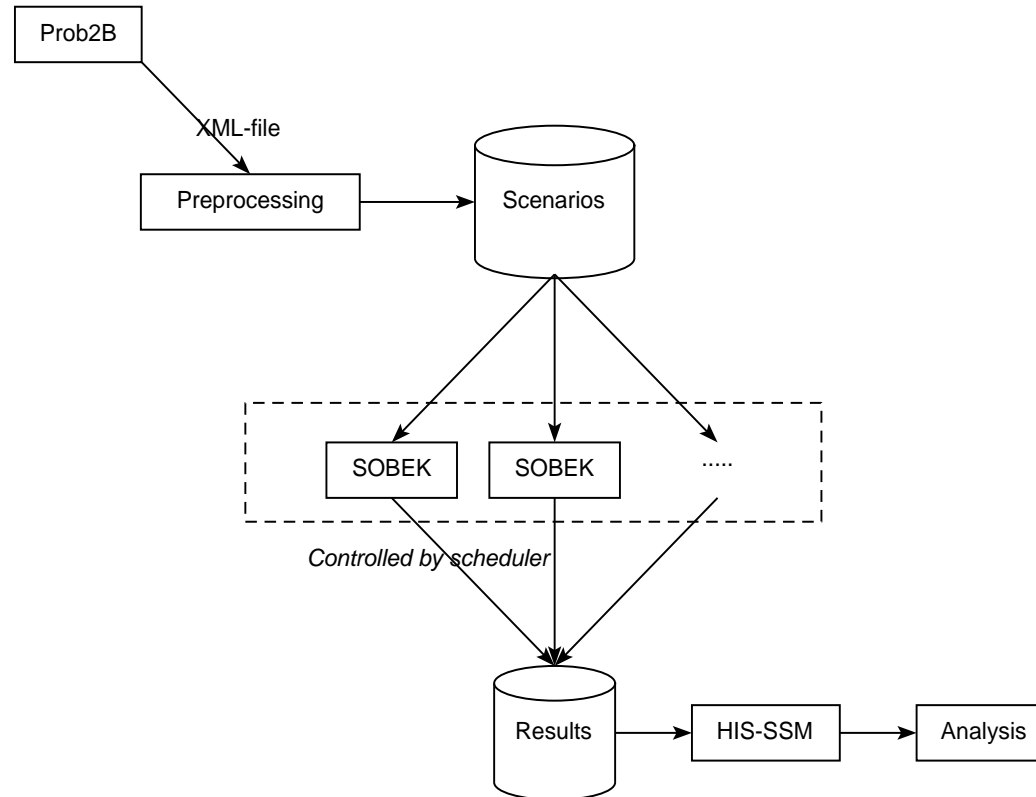 Prob2B
XML-file
Preprocessing
Scenarios
SOBEK
SOBEK
.....
Controlled by scheduler
Results
HIS-SSM
Analysis